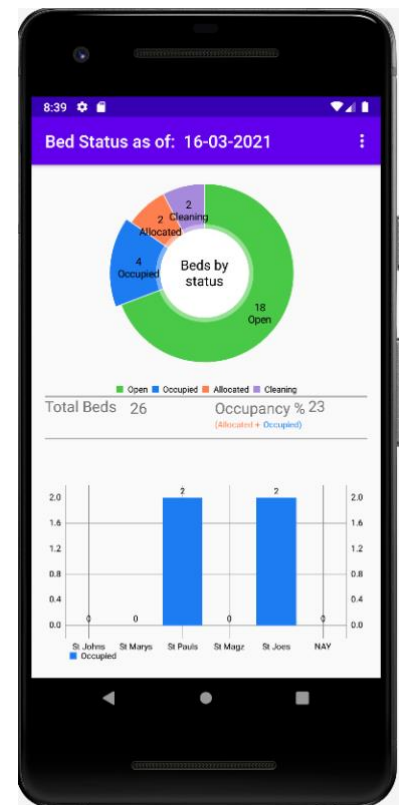 8:39
Bed Status as of: 16-03-2021
2
Cleaning
2
Allocated
4
Occupied
Beds by
status
18
Open
Open Occupied Allocated Cleaning
Total Beds 26 Occupancy % 23
(Allocated + Occupied)
2 2
2.0 2.0
1.6 1.6
1.2 1.2
0.8 0.8
0.4 0.4
0.0 0 0 0 0 0.0
St Johns St Marys St Pauls St Magz St Joes NAY
Occupied